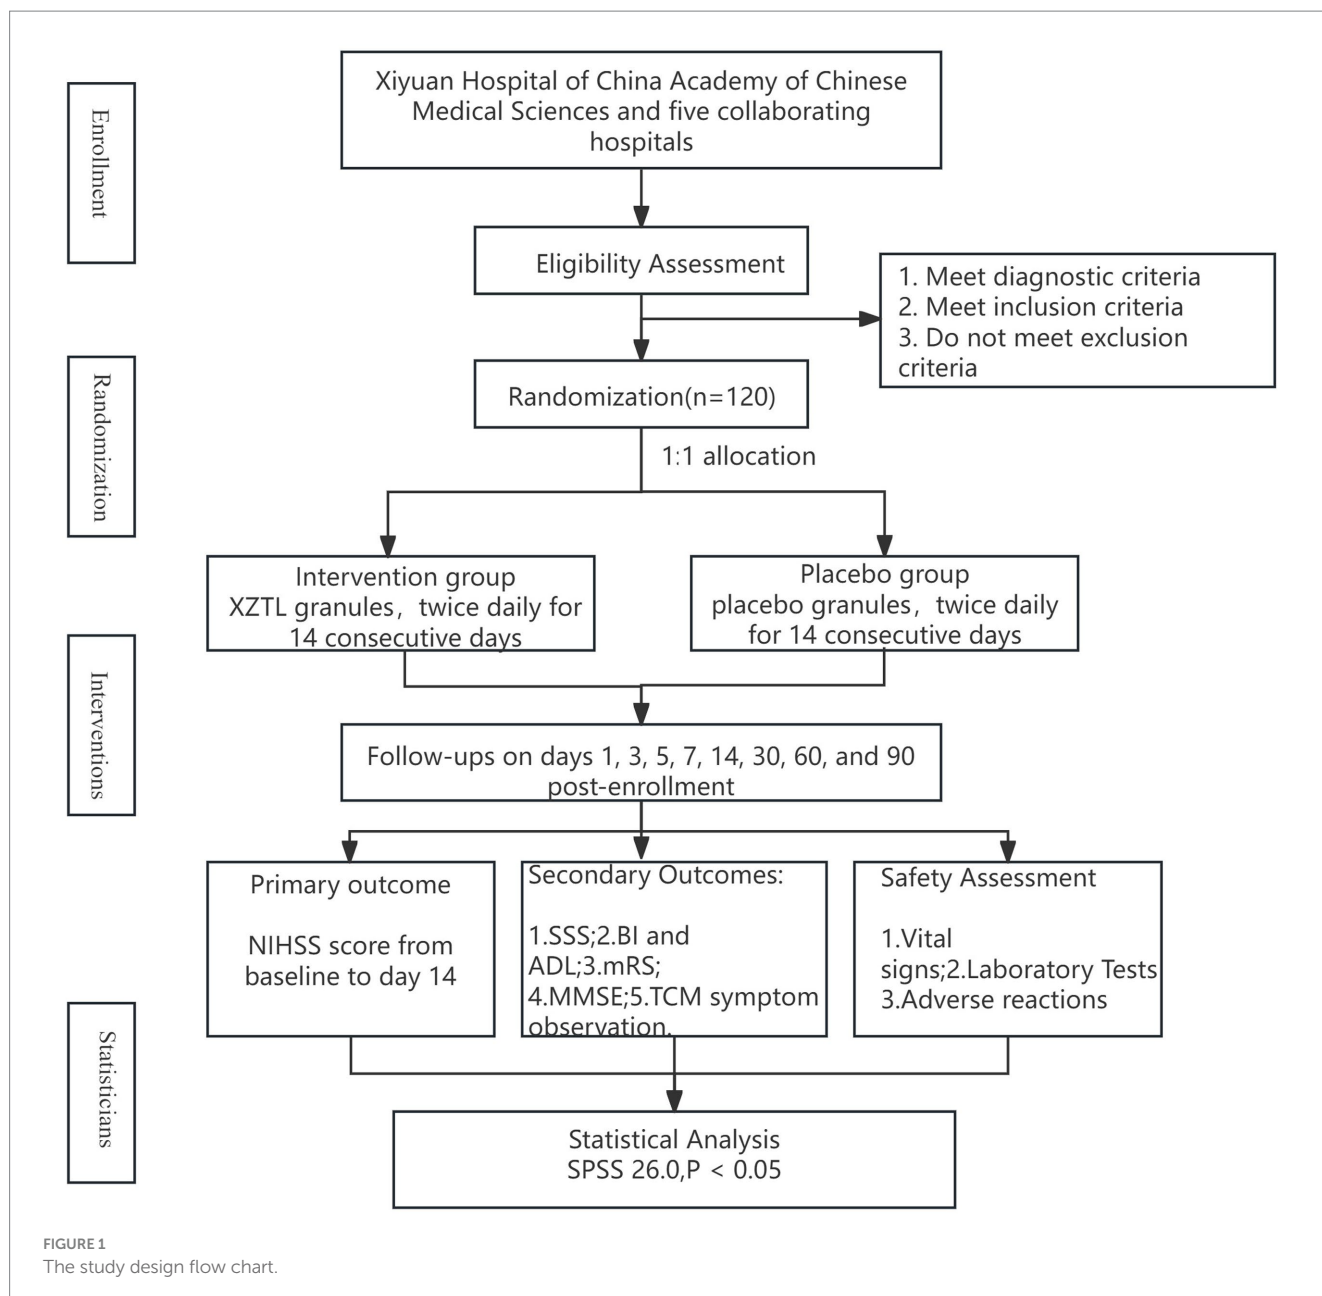 Enrollment
Xiyuan Hospital of China Academy of Chinese
Medical Sciences and five collaborating
hospitals
Eligibility Assessment
1. Meet diagnostic criteria
2. Meet inclusion criteria
3. Do not meet exclusion
criteria
Randomization
Randomization(n=120)
1:1 allocation
Intervention group
XZTL granules，twice daily for
14 consecutive days
Placebo group
placebo granules，twice daily
for 14 consecutive days
Interventions
Follow-ups on days 1, 3, 5, 7, 14, 30, 60, and 90
post-enrollment
Primary outcome
NIHSS score from
baseline to day 14
Secondary Outcomes:
1.SSS;2.BI and
ADL;3.mRS;
4.MMSE;5.TCM symptom
observation.
Safety Assessment
1.Vital
signs;2.Laboratory Tests
3.Adverse reactions
Statisticians
Statistical Analysis
SPSS 26.0,P < 0.05
FIGURE 1
The study design flow chart.